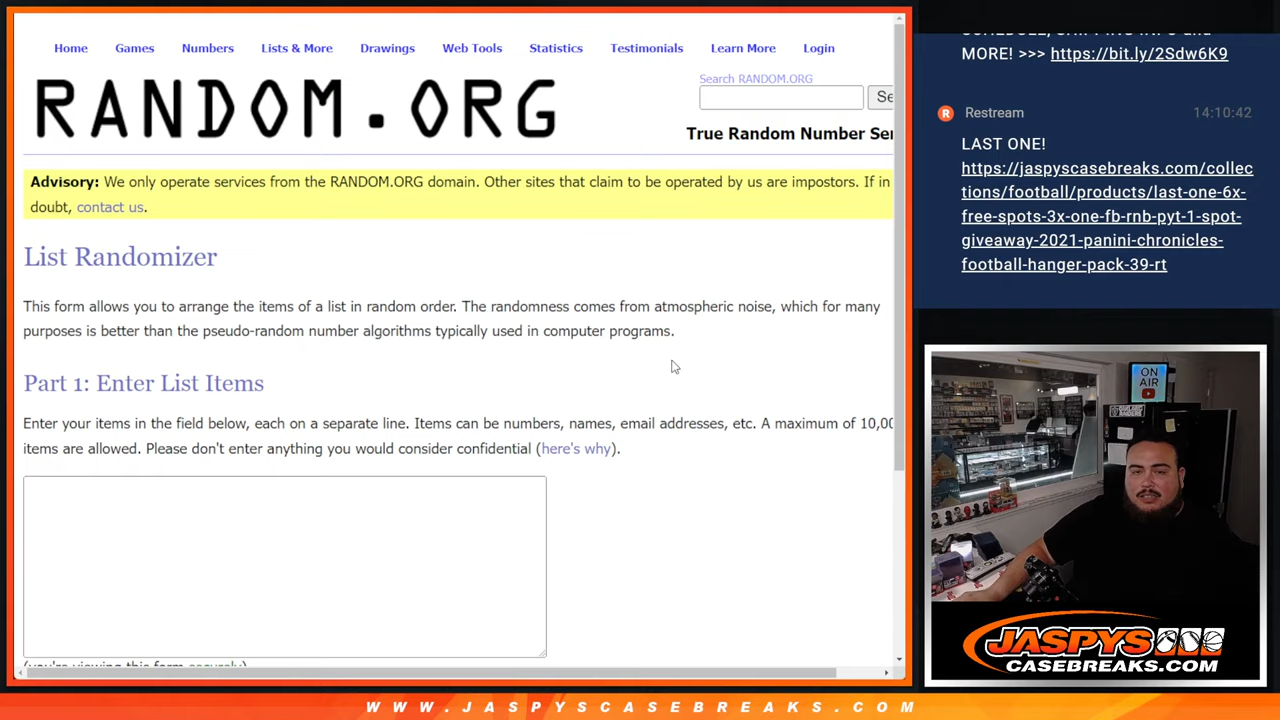 Home Games Numbers Lists & More Drawings Web Tools Statistics Testimonials Learn More Login
RANDOM.ORG
Search RANDOM.ORG
Se
True Random Number Ser
Advisory: We only operate services from the RANDOM.ORG domain. Other sites that claim to be operated by us are impostors. If in
doubt, contact us.
List Randomizer
This form allows you to arrange the items of a list in random order. The randomness comes from atmospheric noise, which for many
purposes is better than the pseudo-random number algorithms typically used in computer programs.
Part 1: Enter List Items
Enter your items in the field below, each on a separate line. Items can be numbers, names, email addresses, etc. A maximum of 10,00
items are allowed. Please don't enter anything you would consider confidential (here's why).
(you're viewing this form securely)
MORE! >>> https://bit.ly/2Sdw6K9
R Restream 14:10:42
LAST ONE!
https://jaspyscasebreaks.com/collec
tions/football/products/last-one-6x-
free-spots-3x-one-fb-rnb-pyt-1-spot-
giveaway-2021-panini-chronicles-
football-hanger-pack-39-rt
ON
AIR
JASPYS
CASEBREAKS.COM
WWW.JASPYSCASEBREAKS.COM